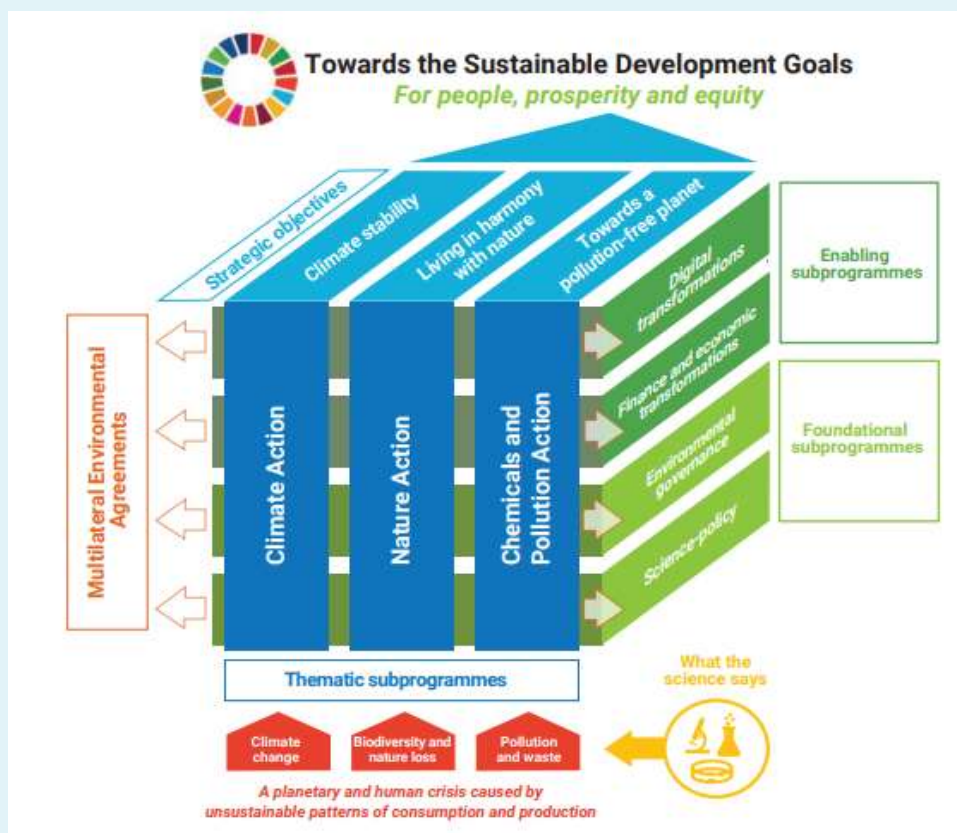 Towards the Sustainable Development Goals
For people, prosperity and equity
Strategic objectives
Climate stability
Living in harmony
with nature
Towards a
pollution-free planet
Digital
transformations
Finance and economic
transformations
Environmental
governance
Science-policy
Enabling
subprogrammes
Foundational
subprogrammes
Multilateral Environmental
Agreements
Climate Action
Nature Action
Chemicals and
Pollution Action
Thematic subprogrammes
What the
science says
Climate
change
Biodiversity and
nature loss
Pollution
and waste
A planetary and human crisis caused by
unsustainable patterns of consumption and production